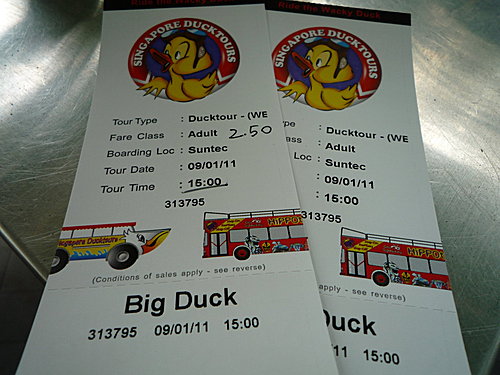 Ride the Wacky Duck
SINGAPORE DUCKTOURS
Tour Type : Ducktour - (WE
Fare Class : Adult 2.50
Boarding Loc : Suntec
Tour Date : 09/01/11
Tour Time : 15:00
313795
Singapore Ducktours
HiPPO
(Conditions of sales apply - see reverse)
Big Duck
313795 09/01/11 15:00
Ride the Wacky Duck
SINGAPORE DUCKTOURS
pe : Ducktour - (WE
ass : Adult
Loc : Suntec
: 09/01/11
: 15:00
313795
HiPPO
apply - see reverse)
Duck
11 15:00